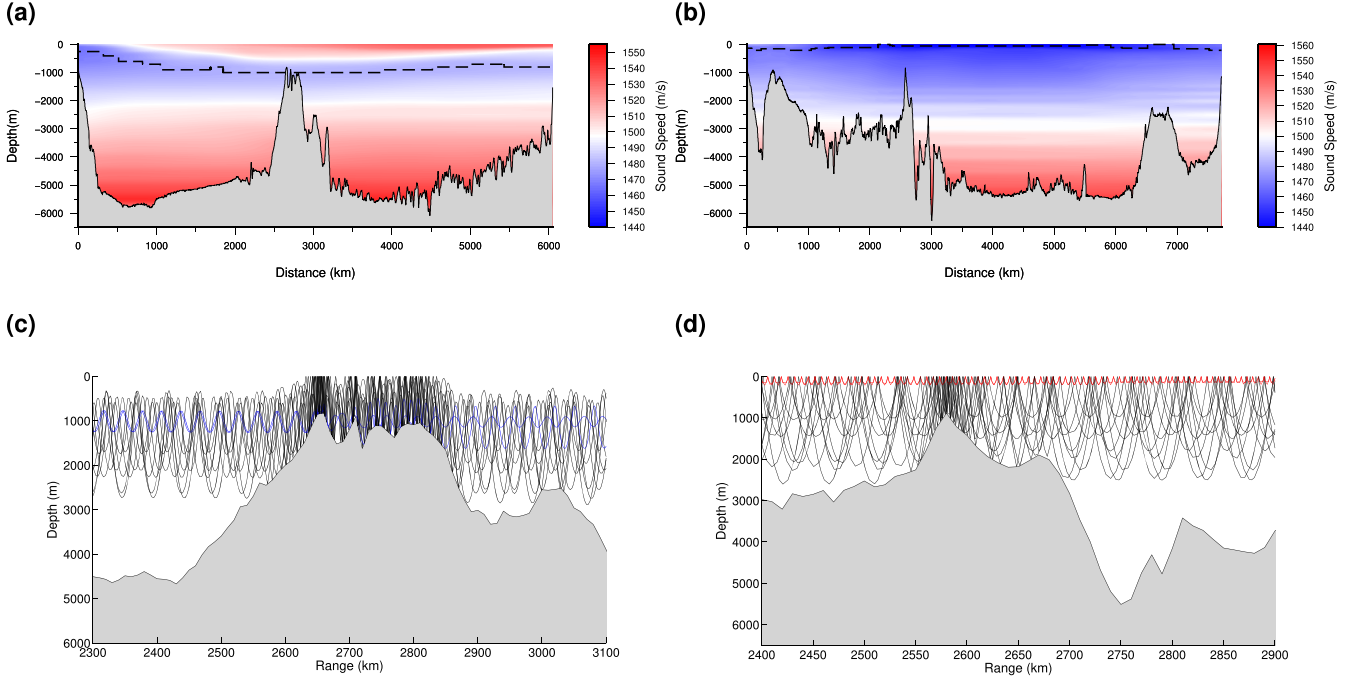 (a)
0
−1000
−2000
−3000
−4000
−5000
−6000
Depth(m)
0 1000 2000 3000 4000 5000 6000
Distance (km)
1550
1540
1530
1520
1510
1500
1490
1480
1470
1460
1450
1440
Sound Speed (m/s)
(b)
0
−1000
−2000
−3000
−4000
−5000
−6000
Depth(m)
0 1000 2000 3000 4000 5000 6000 7000
Distance (km)
1560
1550
1540
1530
1520
1510
1500
1490
1480
1470
1460
1450
1440
Sound Speed (m/s)
(c)
0
1000
2000
3000
4000
5000
6000
Depth (m)
2300 2400 2500 2600 2700 2800 2900 3000 3100
Range (km)
(d)
0
1000
2000
3000
4000
5000
6000
Depth (m)
2400 2450 2500 2550 2600 2650 2700 2750 2800 2850 2900
Range (km)